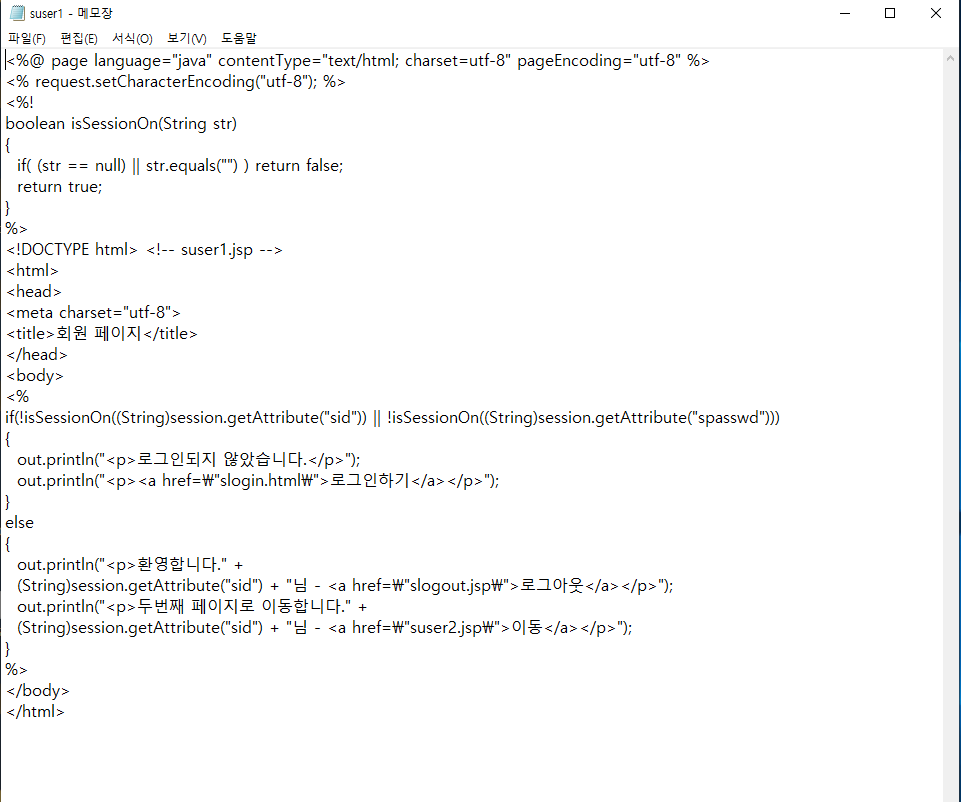 suser1 - 메모장
파일(F) 편집(E) 서식(O) 보기(V) 도움말
<%@ page language="java" contentType="text/html; charset=utf-8" pageEncoding="utf-8" %>
<% request.setCharacterEncoding("utf-8"); %>
<%!
boolean isSessionOn(String str)
{
  if( (str == null) || str.equals("") ) return false;
  return true;
}
%>
<!DOCTYPE html> <!-- suser1.jsp -->
<html>
<head>
<meta charset="utf-8">
<title>회원 페이지</title>
</head>
<body>
<%
if(!isSessionOn((String)session.getAttribute("sid")) || !isSessionOn((String)session.getAttribute("spasswd")))
{
  out.println("<p>로그인되지 않았습니다.</p>");
  out.println("<p><a href=₩"slogin.html₩">로그인하기</a></p>");
}
else
{
  out.println("<p>환영합니다." +
  (String)session.getAttribute("sid") + "님 - <a href=₩"slogout.jsp₩">로그아웃</a></p>");
  out.println("<p>두번째 페이지로 이동합니다." +
  (String)session.getAttribute("sid") + "님 - <a href=₩"suser2.jsp₩">이동</a></p>");
}
%>
</body>
</html>